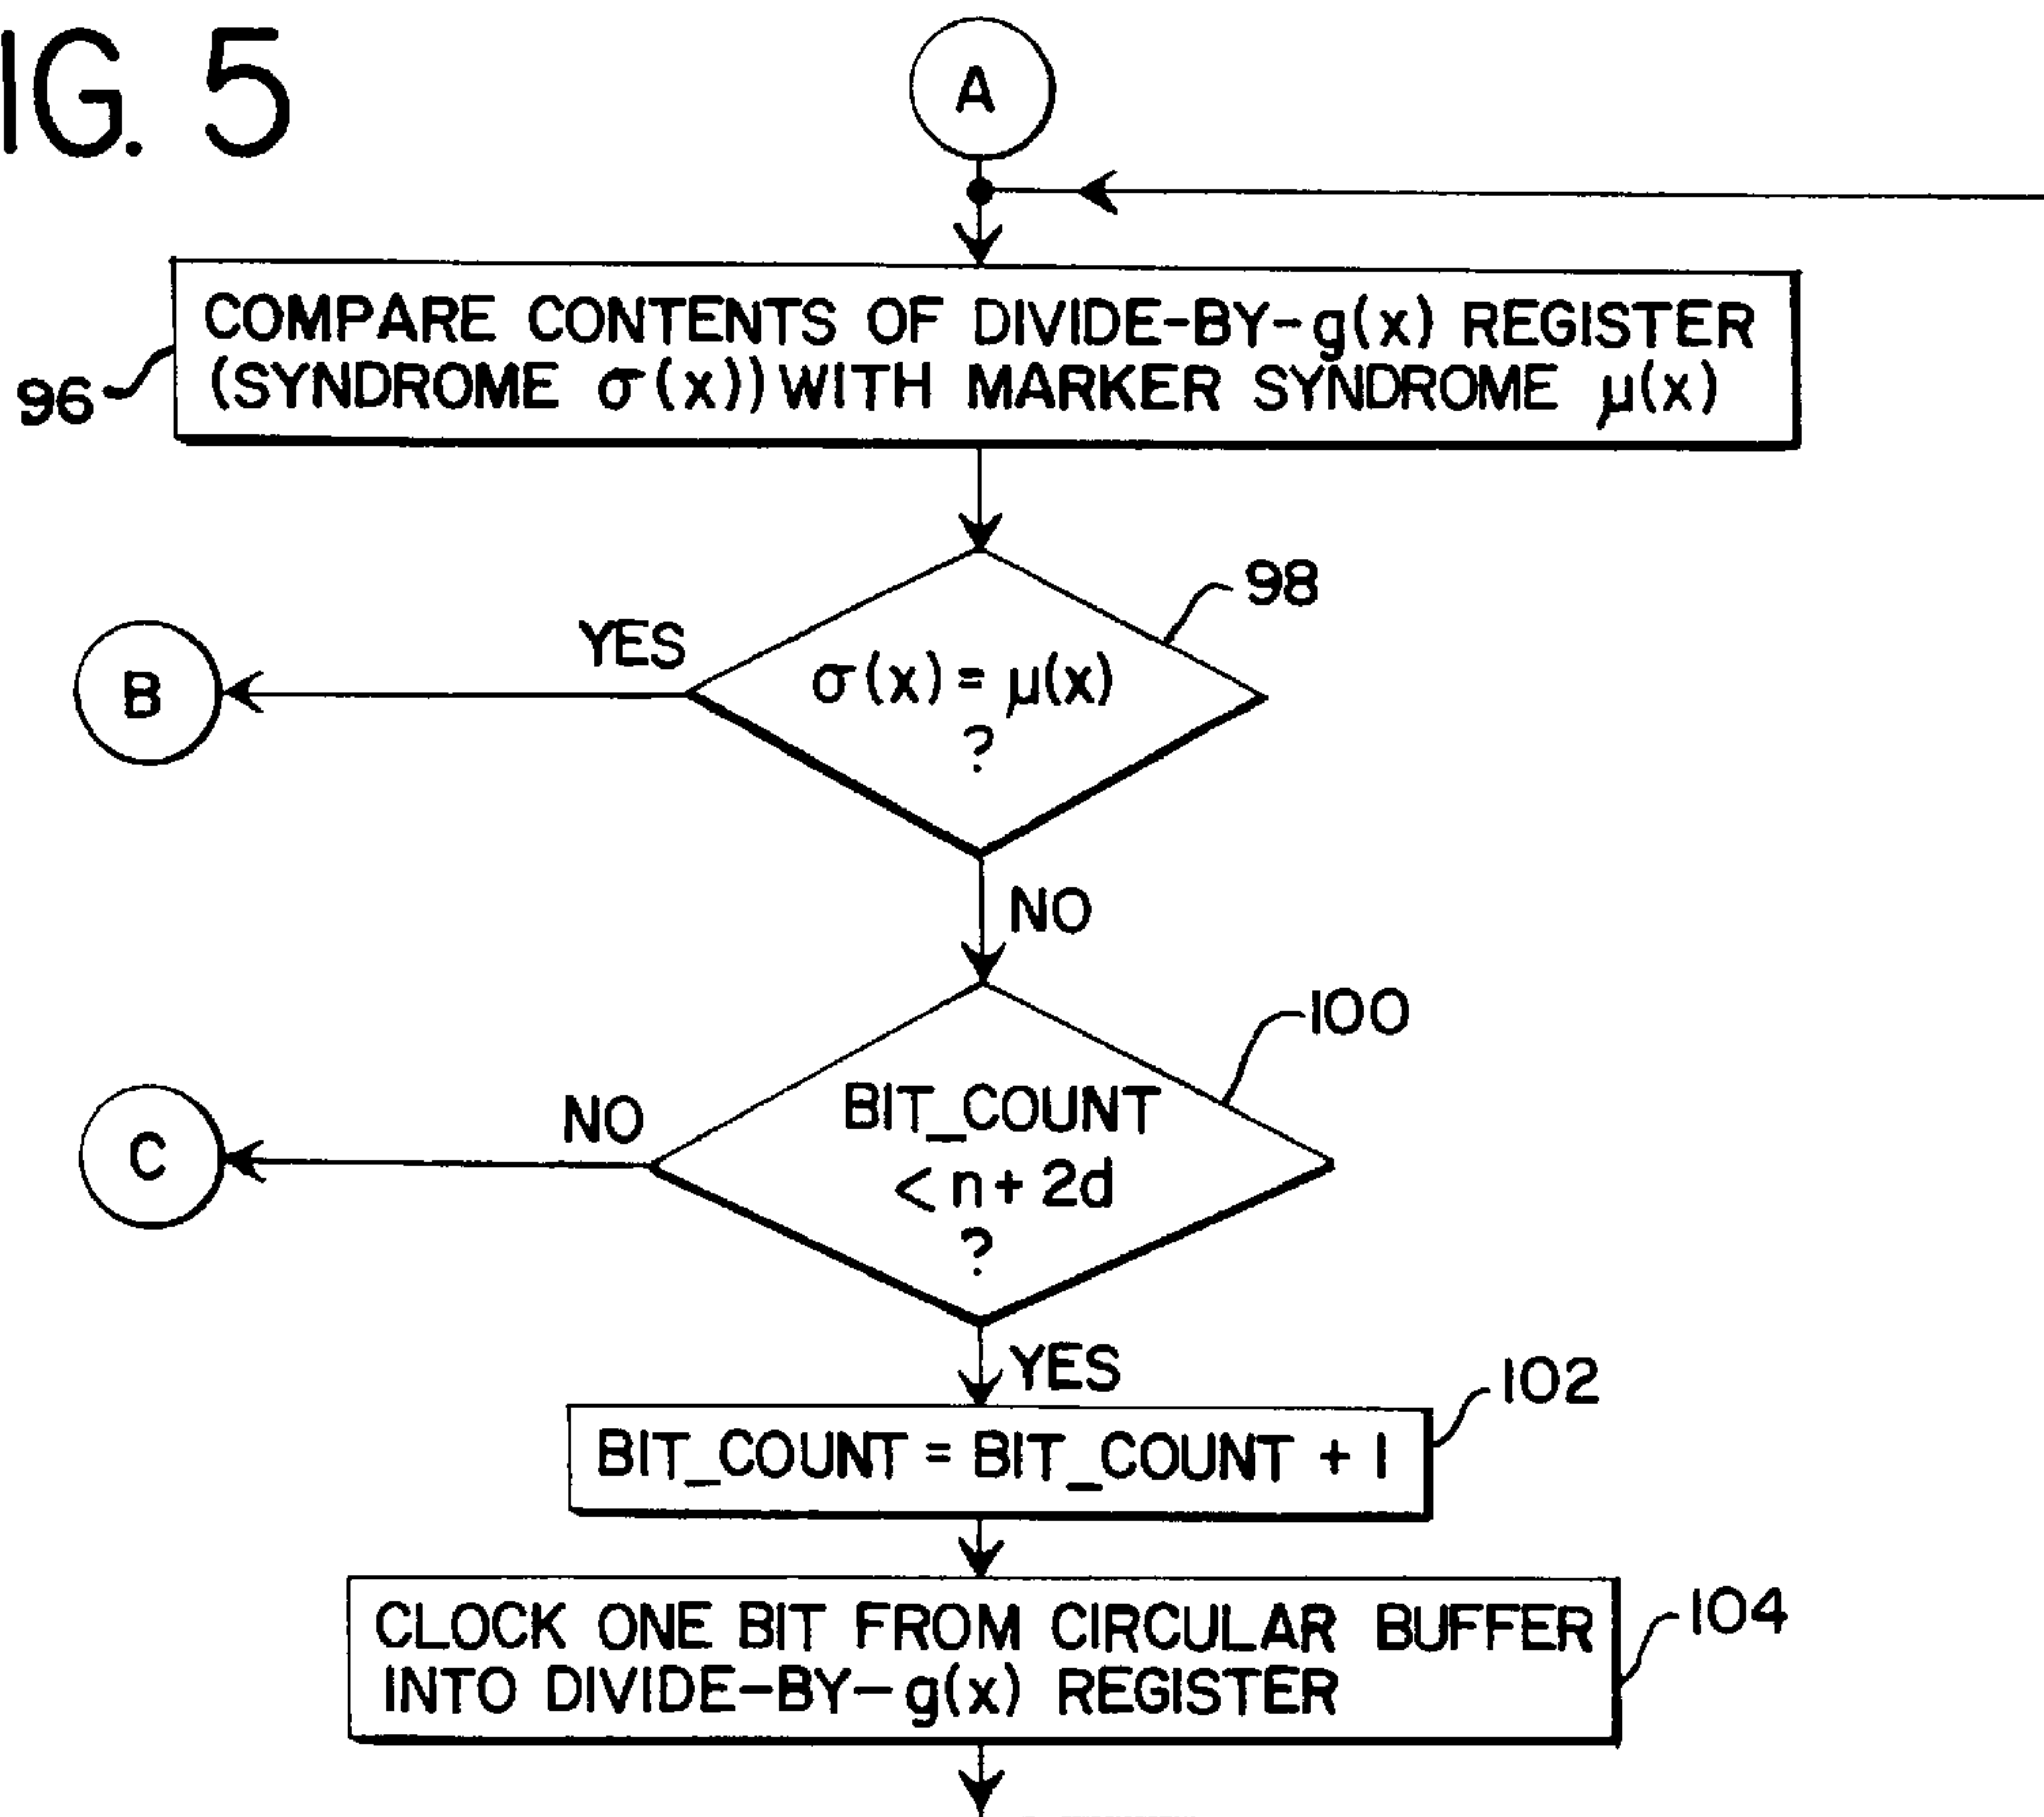 IG. 5
A
COMPARE CONTENTS OF DIVIDE-BY-g(x) REGISTER
(SYNDROME σ(x)) WITH MARKER SYNDROME μ(x)
96
98
YES
σ(x) = μ(x)
?
B
NO
100
NO
BIT_COUNT
< n + 2d
?
C
YES
102
BIT_COUNT = BIT_COUNT + 1
CLOCK ONE BIT FROM CIRCULAR BUFFER
INTO DIVIDE-BY-g(x) REGISTER
104